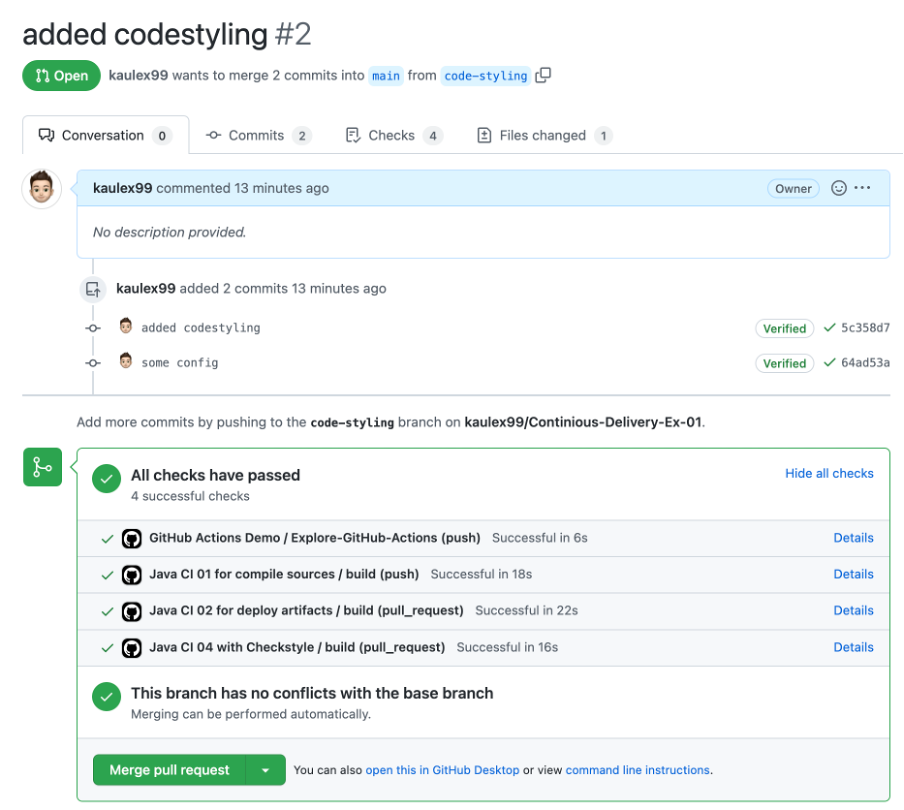 added codestyling #2
Open kaulex99 wants to merge 2 commits into main from code-styling
Conversation 0 Commits 2 Checks 4 Files changed 1
kaulex99 commented 13 minutes ago Owner
No description provided.
kaulex99 added 2 commits 13 minutes ago
added codestyling Verified 5c358d7
some config Verified 64ad53a
Add more commits by pushing to the code-styling branch on kaulex99/Continious-Delivery-Ex-01.
All checks have passed Hide all checks
4 successful checks
GitHub Actions Demo / Explore-GitHub-Actions (push) Successful in 6s Details
Java CI 01 for compile sources / build (push) Successful in 18s Details
Java CI 02 for deploy artifacts / build (pull_request) Successful in 22s Details
Java CI 04 with Checkstyle / build (pull_request) Successful in 16s Details
This branch has no conflicts with the base branch
Merging can be performed automatically.
Merge pull request You can also open this in GitHub Desktop or view command line instructions.